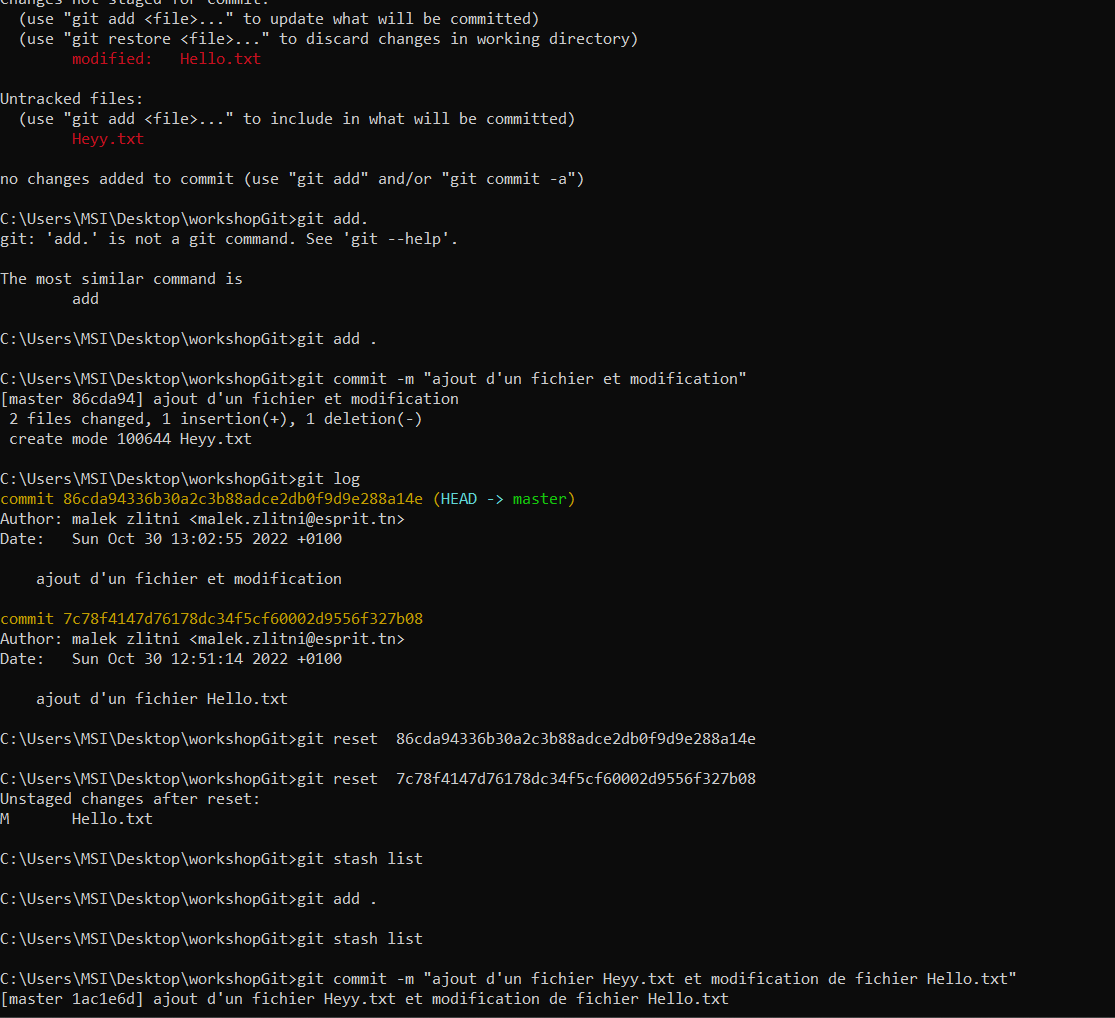 Changes not staged for commit:
  (use "git add <file>..." to update what will be committed)
  (use "git restore <file>..." to discard changes in working directory)
        modified:   Hello.txt

Untracked files:
  (use "git add <file>..." to include in what will be committed)
        Heyy.txt

no changes added to commit (use "git add" and/or "git commit -a")

C:\Users\MSI\Desktop\workshopGit>git add.
git: 'add.' is not a git command. See 'git --help'.

The most similar command is
        add

C:\Users\MSI\Desktop\workshopGit>git add .

C:\Users\MSI\Desktop\workshopGit>git commit -m "ajout d'un fichier et modification"
[master 86cda94] ajout d'un fichier et modification
 2 files changed, 1 insertion(+), 1 deletion(-)
 create mode 100644 Heyy.txt

C:\Users\MSI\Desktop\workshopGit>git log
commit 86cda94336b30a2c3b88adce2db0f9d9e288a14e (HEAD -> master)
Author: malek zlitni <malek.zlitni@esprit.tn>
Date:   Sun Oct 30 13:02:55 2022 +0100

    ajout d'un fichier et modification

commit 7c78f4147d76178dc34f5cf60002d9556f327b08
Author: malek zlitni <malek.zlitni@esprit.tn>
Date:   Sun Oct 30 12:51:14 2022 +0100

    ajout d'un fichier Hello.txt

C:\Users\MSI\Desktop\workshopGit>git reset  86cda94336b30a2c3b88adce2db0f9d9e288a14e

C:\Users\MSI\Desktop\workshopGit>git reset  7c78f4147d76178dc34f5cf60002d9556f327b08
Unstaged changes after reset:
M       Hello.txt

C:\Users\MSI\Desktop\workshopGit>git stash list

C:\Users\MSI\Desktop\workshopGit>git add .

C:\Users\MSI\Desktop\workshopGit>git stash list

C:\Users\MSI\Desktop\workshopGit>git commit -m "ajout d'un fichier Heyy.txt et modification de fichier Hello.txt"
[master 1ac1e6d] ajout d'un fichier Heyy.txt et modification de fichier Hello.txt